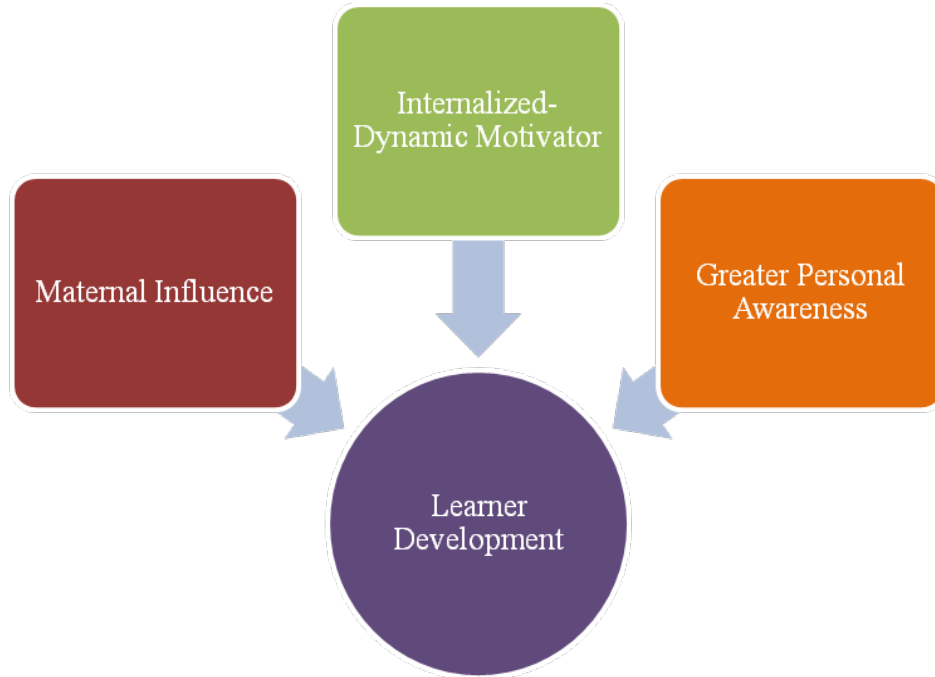 Internalized-
Dynamic Motivator
Maternal Influence
Greater Personal
Awareness
Learner
Development